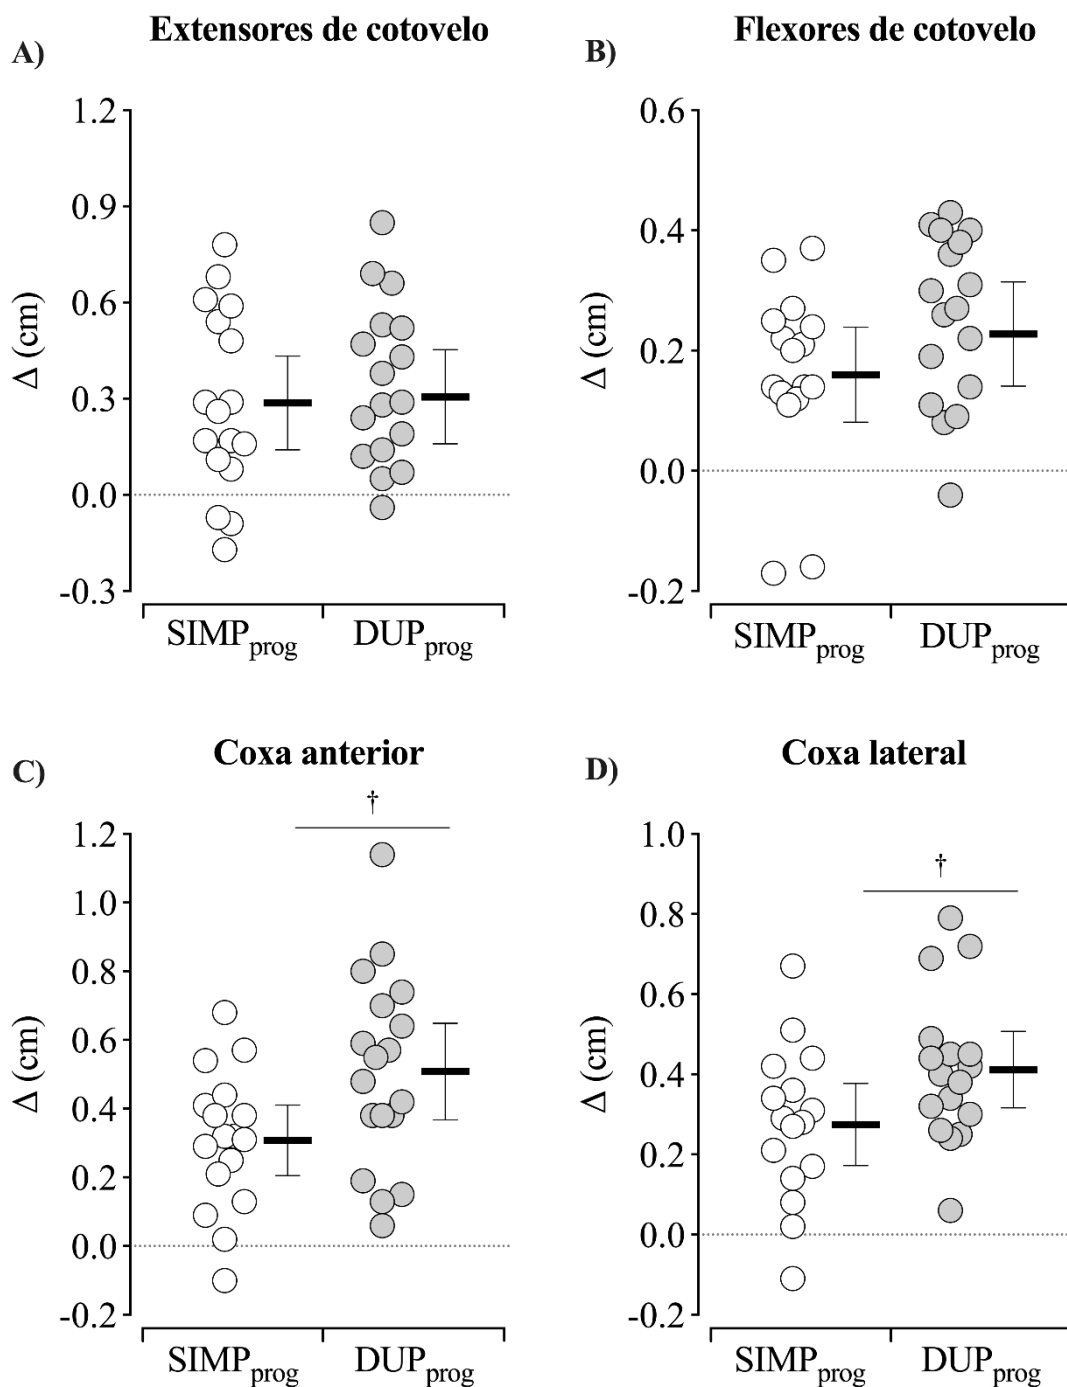 A)
Extensores de cotovelo
Δ (cm)
1.2
0.9
0.6
0.3
0.0
-0.3
SIMPprog
DUPprog
B)
Flexores de cotovelo
Δ (cm)
0.6
0.4
0.2
0.0
-0.2
SIMPprog
DUPprog
C)
Coxa anterior
†
Δ (cm)
1.2
1.0
0.8
0.6
0.4
0.2
0.0
-0.2
SIMPprog
DUPprog
D)
Coxa lateral
†
Δ (cm)
1.0
0.8
0.6
0.4
0.2
0.0
-0.2
SIMPprog
DUPprog